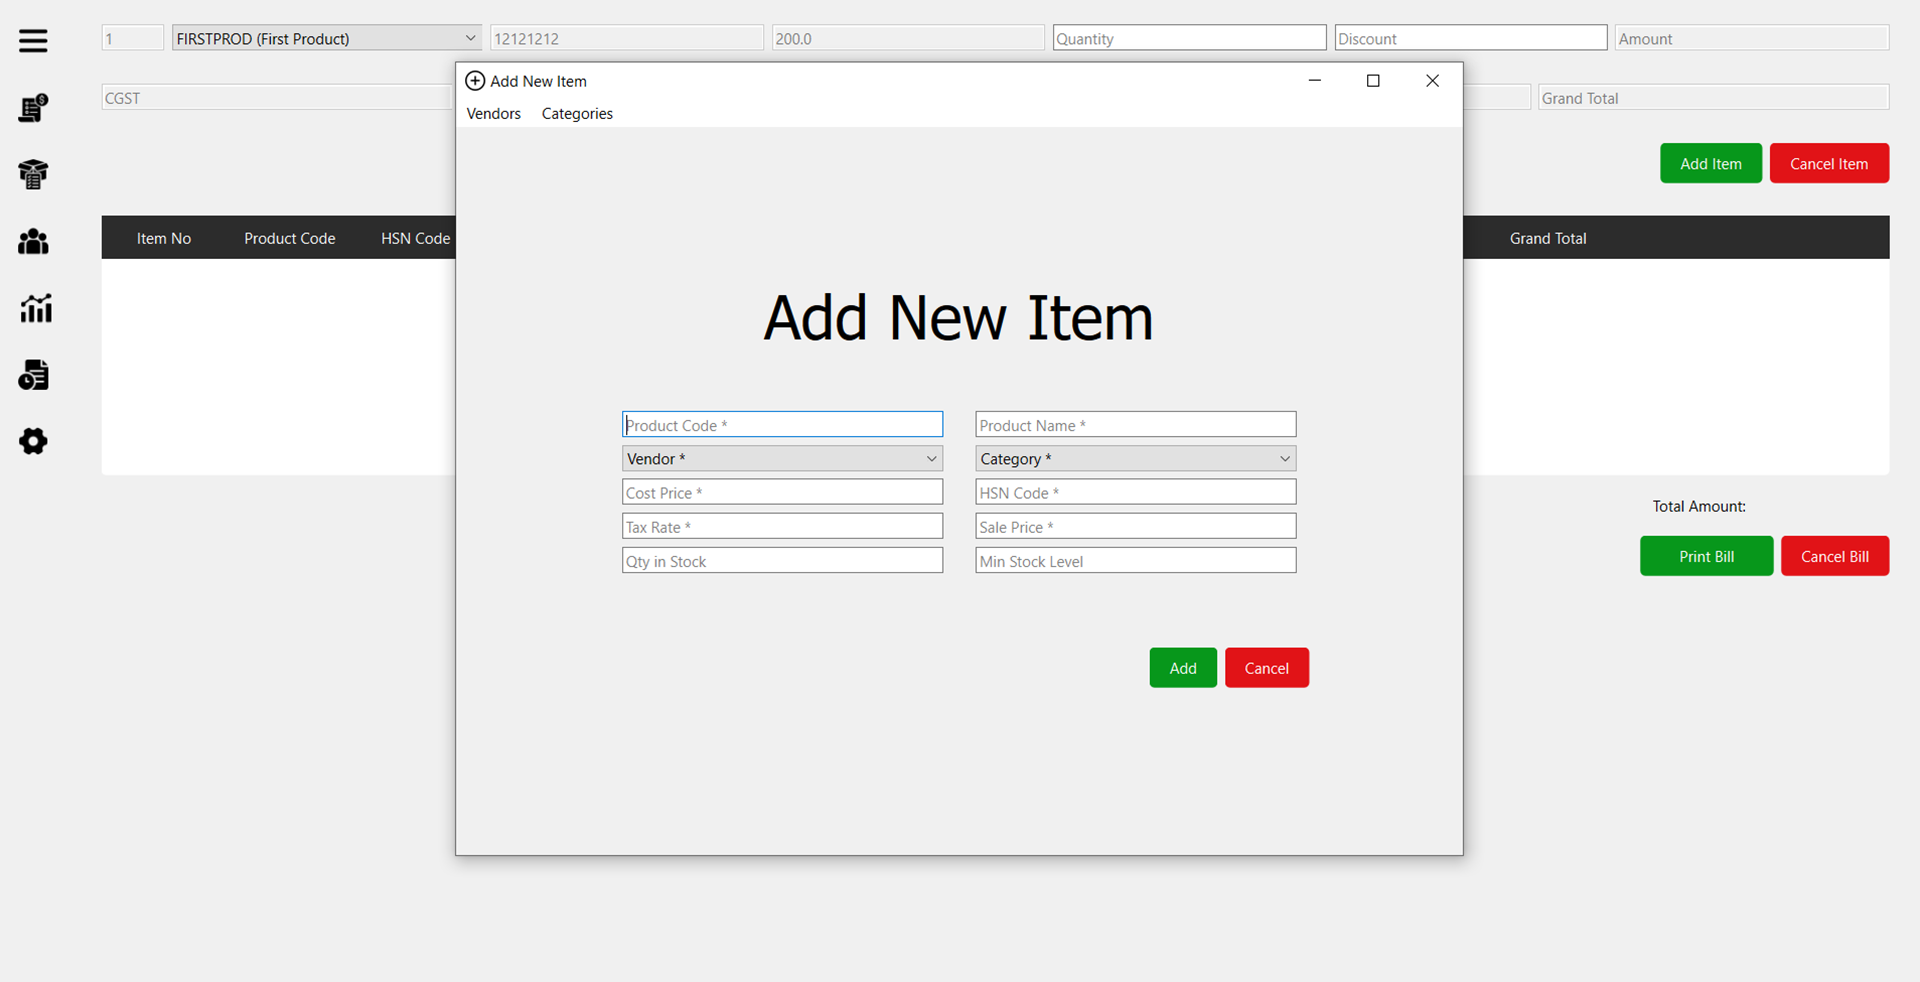 1 FIRSTPROD (First Product) 12121212 200.0 Quantity Discount Amount
Add New Item
Vendors Categories
CGST Grand Total
Add Item Cancel Item
Item No Product Code HSN Code Grand Total
Add New Item
Product Code * Product Name *
Vendor * Category *
Cost Price * HSN Code *
Tax Rate * Sale Price *
Qty in Stock Min Stock Level
Total Amount:
Print Bill Cancel Bill
Add Cancel